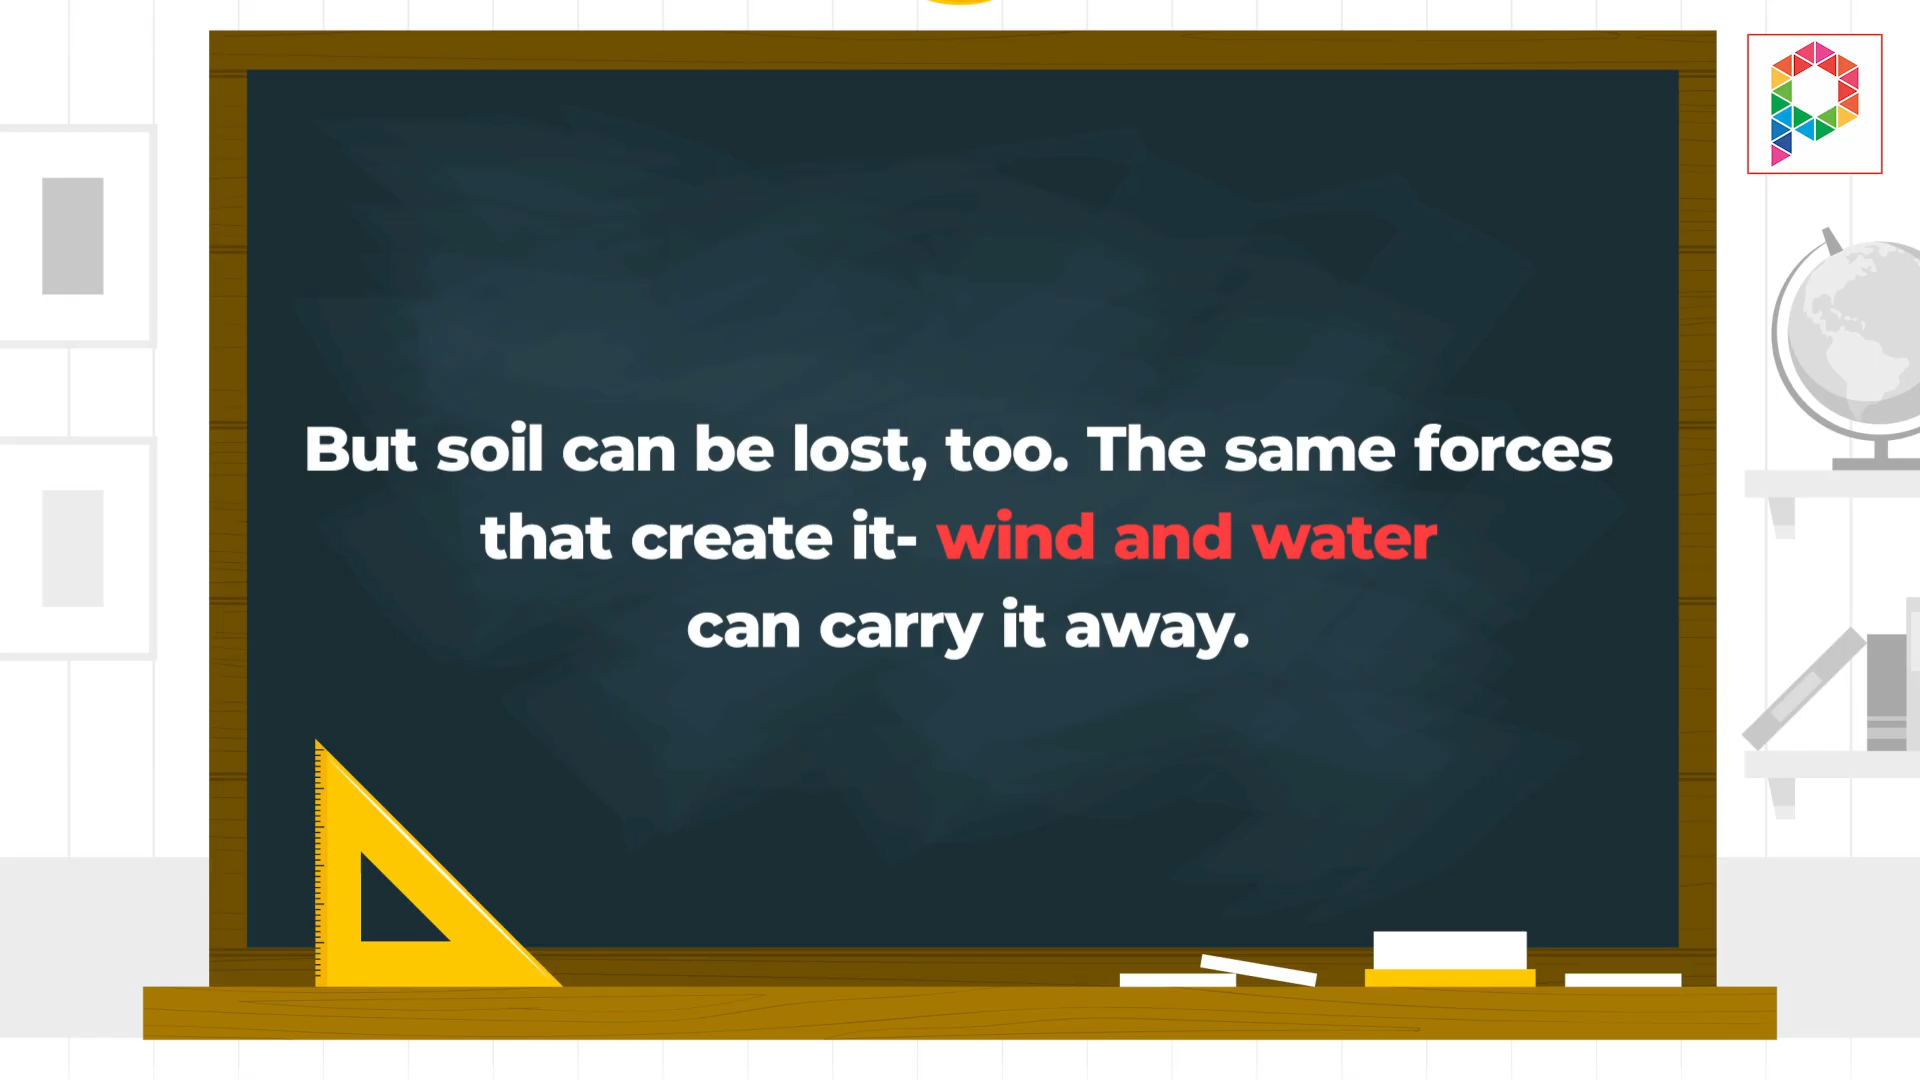 But soil can be lost, too. The same forces
that create it- wind and water
can carry it away.